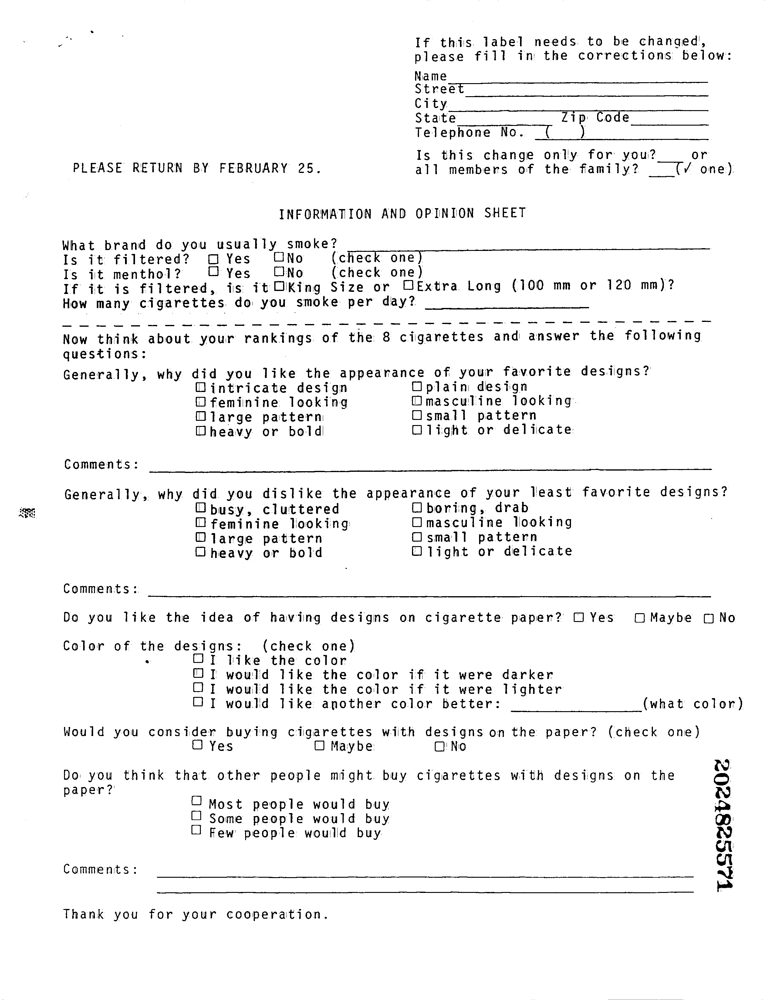 If this label needs to be changed,
please fill in the corrections below:
Name
Street
City
State Zip Code
Telephone No. ( )
Is this change only for you? or
all members of the family? (√ one)
PLEASE RETURN BY FEBRUARY 25.
INFORMATION AND OPINION SHEET
What brand do you usually smoke?
Is it filtered? ☐ Yes ☐ No (check one)
Is it menthol? ☐ Yes ☐ No (check one)
If it is filtered, is it ☐ King Size or ☐ Extra Long (100 mm or 120 mm)?
How many cigarettes do you smoke per day?
Now think about your rankings of the 8 cigarettes and answer the following
questions:
Generally, why did you like the appearance of your favorite designs?
☐ intricate design ☐ plain design
☐ feminine looking ☐ masculine looking
☐ large pattern ☐ small pattern
☐ heavy or bold ☐ light or delicate
Comments:
Generally, why did you dislike the appearance of your least favorite designs?
☐ busy, cluttered ☐ boring, drab
☐ feminine looking ☐ masculine looking
☐ large pattern ☐ small pattern
☐ heavy or bold ☐ light or delicate
Comments:
Do you like the idea of having designs on cigarette paper? ☐ Yes ☐ Maybe ☐ No
Color of the designs: (check one)
☐ I like the color
☐ I would like the color if it were darker
☐ I would like the color if it were lighter
☐ I would like another color better: (what color)
Would you consider buying cigarettes with designs on the paper? (check one)
☐ Yes ☐ Maybe ☐ No
Do you think that other people might buy cigarettes with designs on the
paper?
☐ Most people would buy
☐ Some people would buy
☐ Few people would buy
Comments:
Thank you for your cooperation.
2024825571